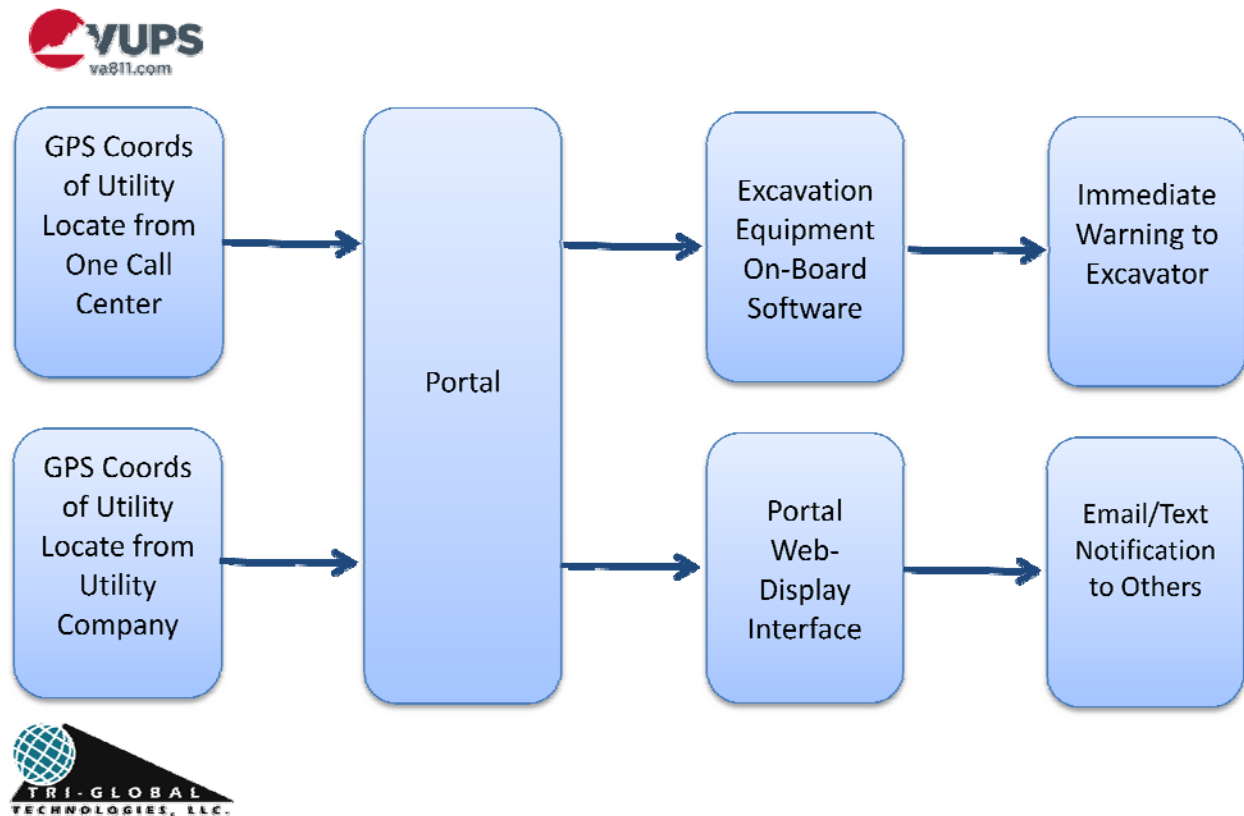 VUPS
va811.com
GPS Coords
of Utility
Locate from
One Call
Center
Portal
Excavation
Equipment
On-Board
Software
Immediate
Warning to
Excavator
GPS Coords
of Utility
Locate from
Utility
Company
Portal
Web-
Display
Interface
Email/Text
Notification
to Others
TRI-GLOBAL
TECHNOLOGIES, LLC.